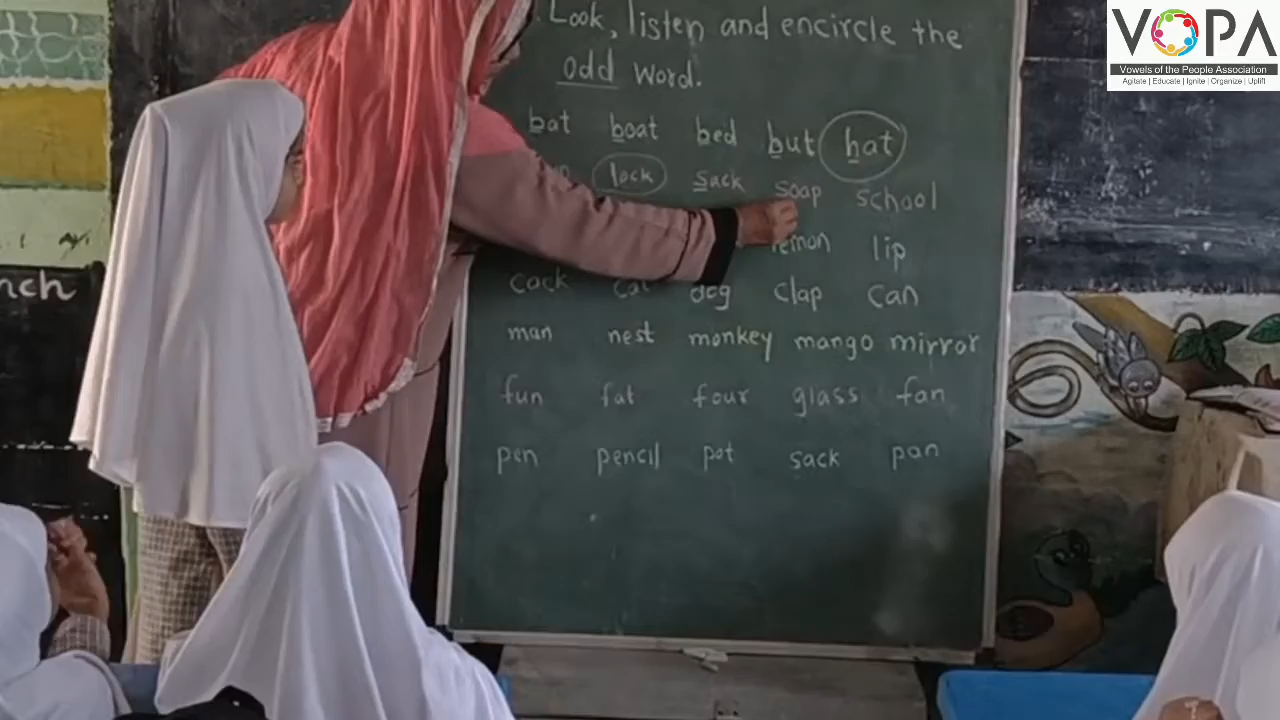 VOPA
Vowels of the People Association
Agitate | Educate | Ignite | Organize | Uplift
Look, listen and encircle the
odd word.
bat boat bed but hat
lock sack soap school
lemon lip
cack cat dog clap can
man nest monkey mango mirror
fun fat four glass fan
pen pencil pot sack pan
nch